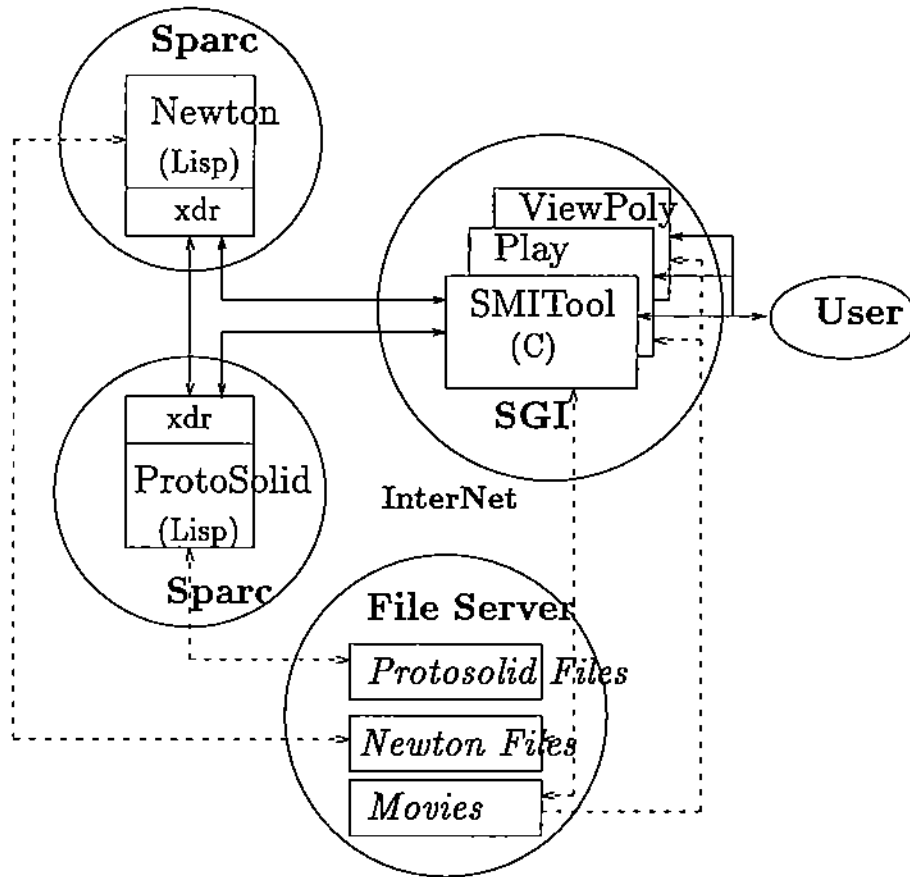 Sparc
Newton
(Lisp)
xdr
ViewPoly
Play
SMITool
(C)
SGI
User
xdr
ProtoSolid
(Lisp)
Sparc
InterNet
File Server
Protosolid Files
Newton Files
Movies